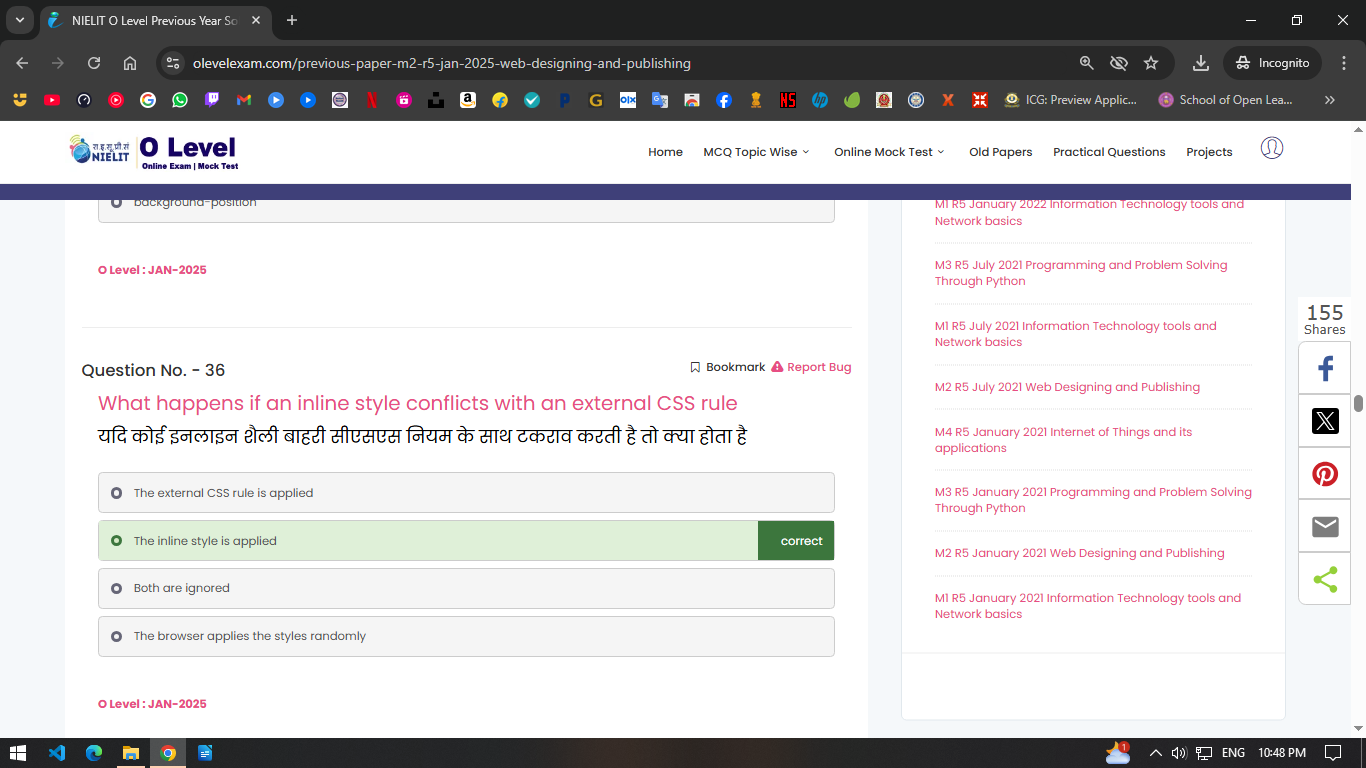 NIELIT O Level Previous Year So
olevelexam.com/previous-paper-m2-r5-jan-2025-web-designing-and-publishing
Incognito
ICG: Preview Applic...
School of Open Lea...
रा.इ.सू.प्रौ.सं
NIELIT
O Level
Online Exam | Mock Test
Home
MCQ Topic Wise
Online Mock Test
Old Papers
Practical Questions
Projects
background-position
O Level : JAN-2025
Question No. - 36
Bookmark
Report Bug
What happens if an inline style conflicts with an external CSS rule
यदि कोई इनलाइन शैली बाहरी सीएसएस नियम के साथ टकराव करती है तो क्या होता है
The external CSS rule is applied
The inline style is applied
correct
Both are ignored
The browser applies the styles randomly
O Level : JAN-2025
M1 R5 January 2022 Information Technology tools and
Network basics
M3 R5 July 2021 Programming and Problem Solving
Through Python
M1 R5 July 2021 Information Technology tools and
Network basics
M2 R5 July 2021 Web Designing and Publishing
M4 R5 January 2021 Internet of Things and its
applications
M3 R5 January 2021 Programming and Problem Solving
Through Python
M2 R5 January 2021 Web Designing and Publishing
M1 R5 January 2021 Information Technology tools and
Network basics
155
Shares
1
ENG
10:48 PM